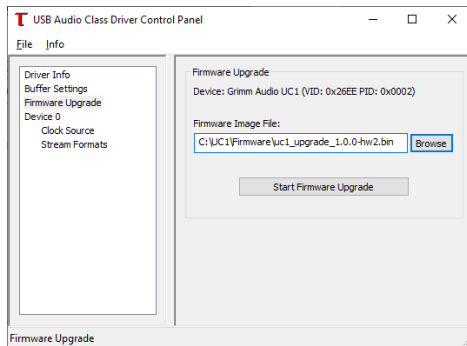 USB Audio Class Driver Control Panel
File Info
Driver Info
Buffer Settings
Firmware Upgrade
Device 0
Clock Source
Stream Formats
Firmware Upgrade
Device: Grimm Audio UC1 (VID: 0x26EE PID: 0x0002)
Firmware Image File:
C:\UC1\Firmware\uc1_upgrade_1.0.0-hw2.bin Browse
Start Firmware Upgrade
Firmware Upgrade